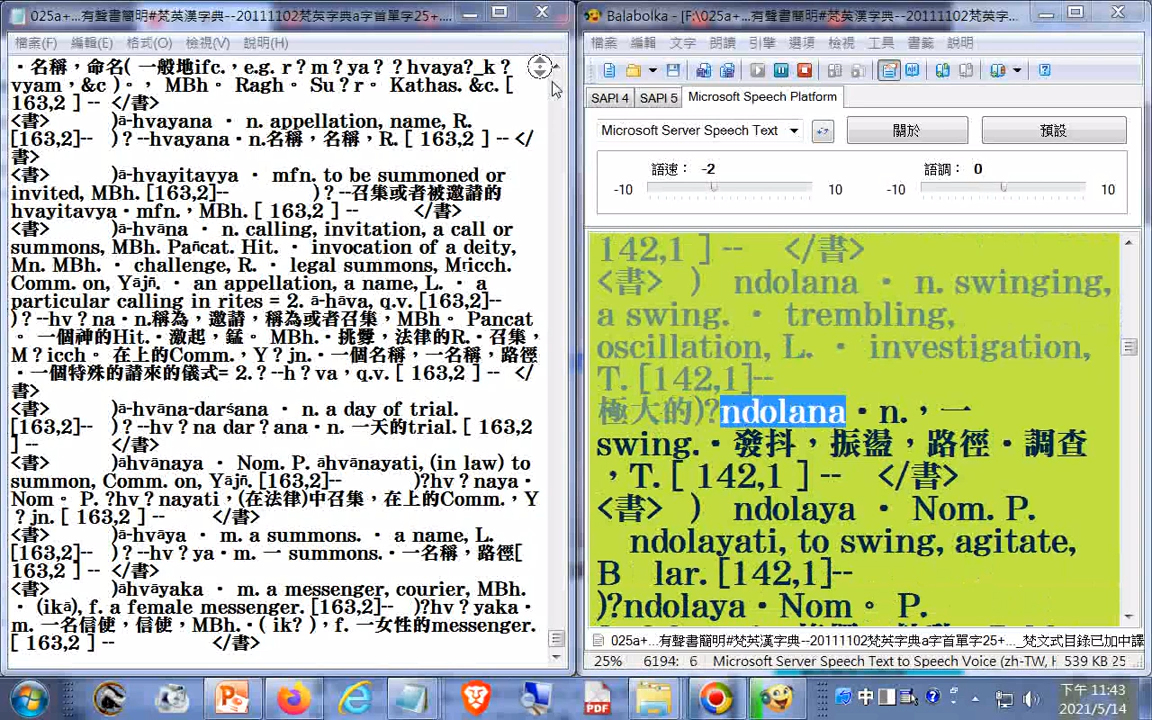 025a+...有聲書簡明#梵英漢字典--20111102梵英字典a字首單字25+...
檔案(F) 編輯(E) 格式(O) 檢視(V) 說明(H)
‧名稱，命名( 一般地ifc.，e.g. r？m？ya？？hvaya?_k？
vyam，&c )。， MBh。 Ragh。 Su？r。 Kathas. &c. [
163,2 ] -- </書>
<書> )ā-hvayana ‧ n. appellation, name, R.
[163,2]-- )？--hvayana‧n.名稱，名稱，R. [ 163,2 ] -- </
書>
<書> )ā-hvayitavya ‧ mfn. to be summoned or
invited, MBh. [163,2]-- )？--召集或者被邀請的
hvayitavya‧mfn.，MBh. [ 163,2 ] -- </書>
<書> )ā-hvāna ‧ n. calling, invitation, a call or
summons, MBh. Pañcat. Hit. ‧ invocation of a deity,
Mn. MBh. ‧ challenge, R. ‧ legal summons, Mṛicch.
Comm. on, Yājñ. ‧ an appellation, a name, L. ‧ a
particular calling in rites = 2. ā-hāva, q.v. [163,2]--
)？--hv？na‧n.稱為，邀請，稱為或者召集，MBh。 Pancat
。 一個神的Hit.‧激起，錳。 MBh.‧挑釁，法律的R.‧召集，
M？icch。 在上的Comm.，Y？jn.‧一個名稱，一名稱，路徑
‧一個特殊的請來的儀式= 2.？--h？va，q.v. [ 163,2 ] -- </
書>
<書> )ā-hvāna-darśana ‧ n. a day of trial.
[163,2]-- )？--hv？na dar？ana‧n. 一天的trial. [ 163,2
] -- </書>
<書> )āhvānaya ‧ Nom. P. āhvānayati, (in law) to
summon, Comm. on, Yājñ. [163,2]-- )?hv？naya‧
Nom。 P. ?hv？nayati，(在法律)中召集，在上的Comm.，Y
？jn. [ 163,2 ] -- </書>
<書> )ā-hvāya ‧ m. a summons. ‧ a name, L.
[163,2]-- )？--hv？ya‧m. 一 summons.‧一名稱，路徑[
163,2 ] -- </書>
<書> )āhvāyaka ‧ m. a messenger, courier, MBh.
‧ (ikā), f. a female messenger. [163,2]-- )?hv？yaka‧
m. 一名信使，信使，MBh.‧( ik？)，f. 一女性的messenger.
[ 163,2 ] -- </書>
Balabolka - [F:\025a+...有聲書簡明#梵英漢字典--20111102梵英字...
檔案 編輯 文字 朗讀 引擎 選項 檢視 工具 書籤 說明
SAPI 4 SAPI 5 Microsoft Speech Platform
Microsoft Server Speech Text 關於 預設
語速： -2 語調： 0
-10 10 -10 10
142,1 ] -- </書>
<書> ) ndolana ‧ n. swinging,
a swing. ‧ trembling,
oscillation, L. ‧ investigation,
T. [142,1]--
極大的)?ndolana‧n.，一
swing.‧發抖，振盪，路徑‧調查
，T. [ 142,1 ] -- </書>
<書> ) ndolaya ‧ Nom. P.
ndolayati, to swing, agitate,
B lar. [142,1]--
)?ndolaya‧Nom。 P.
025a+...有聲書簡明#梵英漢字典--20111102梵英字典a字首單字25+..._梵文式目錄已加中譯
25% 6194: 6 Microsoft Server Speech Text to Speech Voice (zh-TW, H 539 KB 25
PDF
中
下午 11:43
2021/5/14